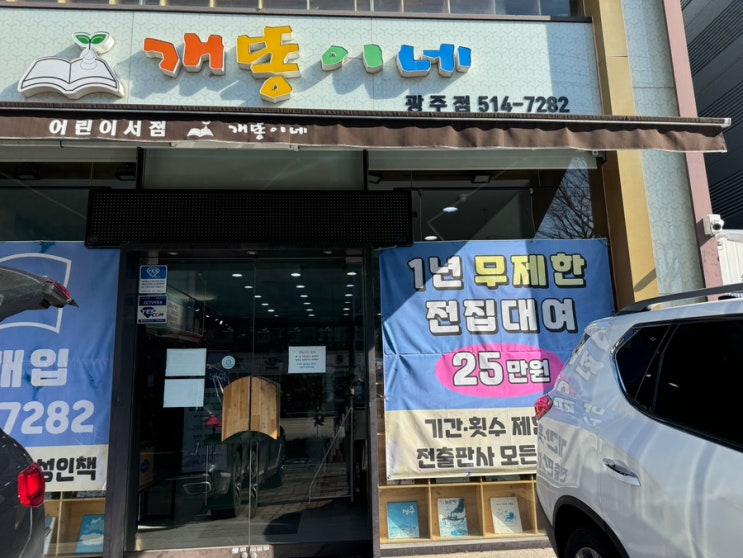 개똥이네
광주점 514-7282
어린이서점 개똥이네
1년 무제한
전집대여
25만원
기간·횟수 제
전출판사 모든
매입
-7282
성인책